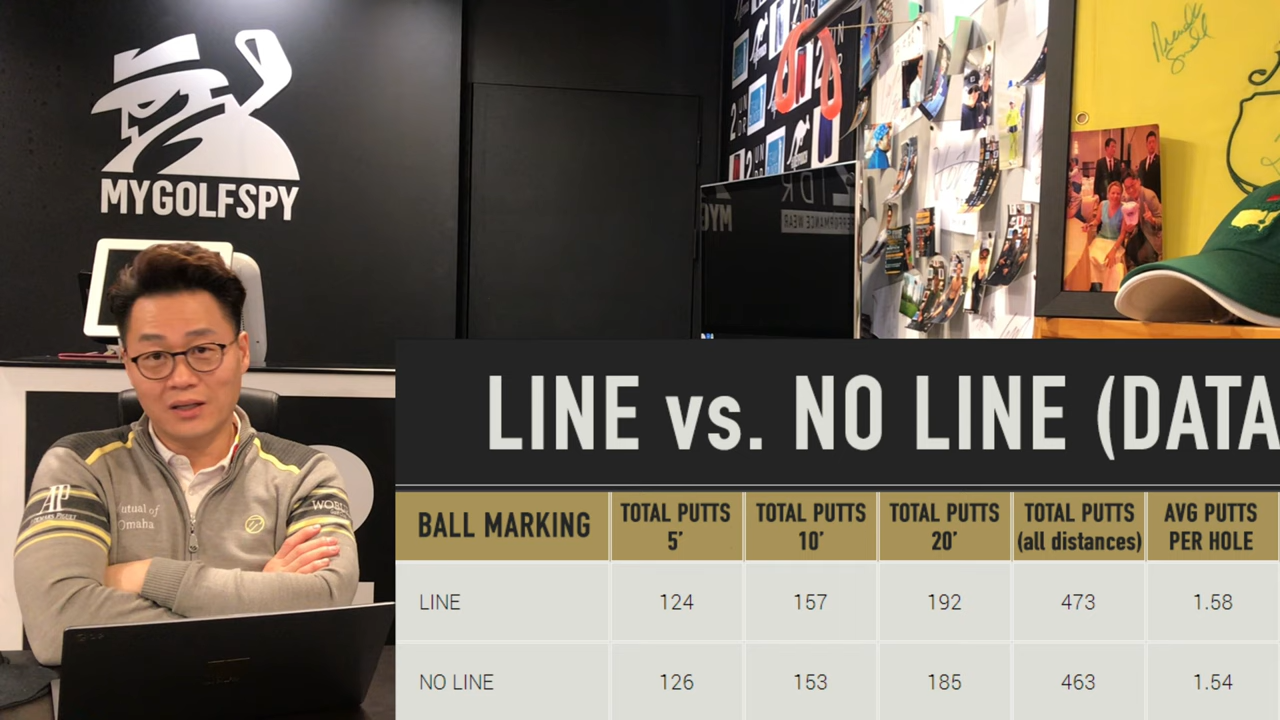 MYGOLFSPY
LINE vs. NO LINE (DATA
BALL MARKING
TOTAL PUTTS
5′
TOTAL PUTTS
10′
TOTAL PUTTS
20′
TOTAL PUTTS
(all distances)
AVG PUTTS
PER HOLE
LINE
124
157
192
473
1.58
NO LINE
126
153
185
463
1.54
AP
Mutual of
Omaha